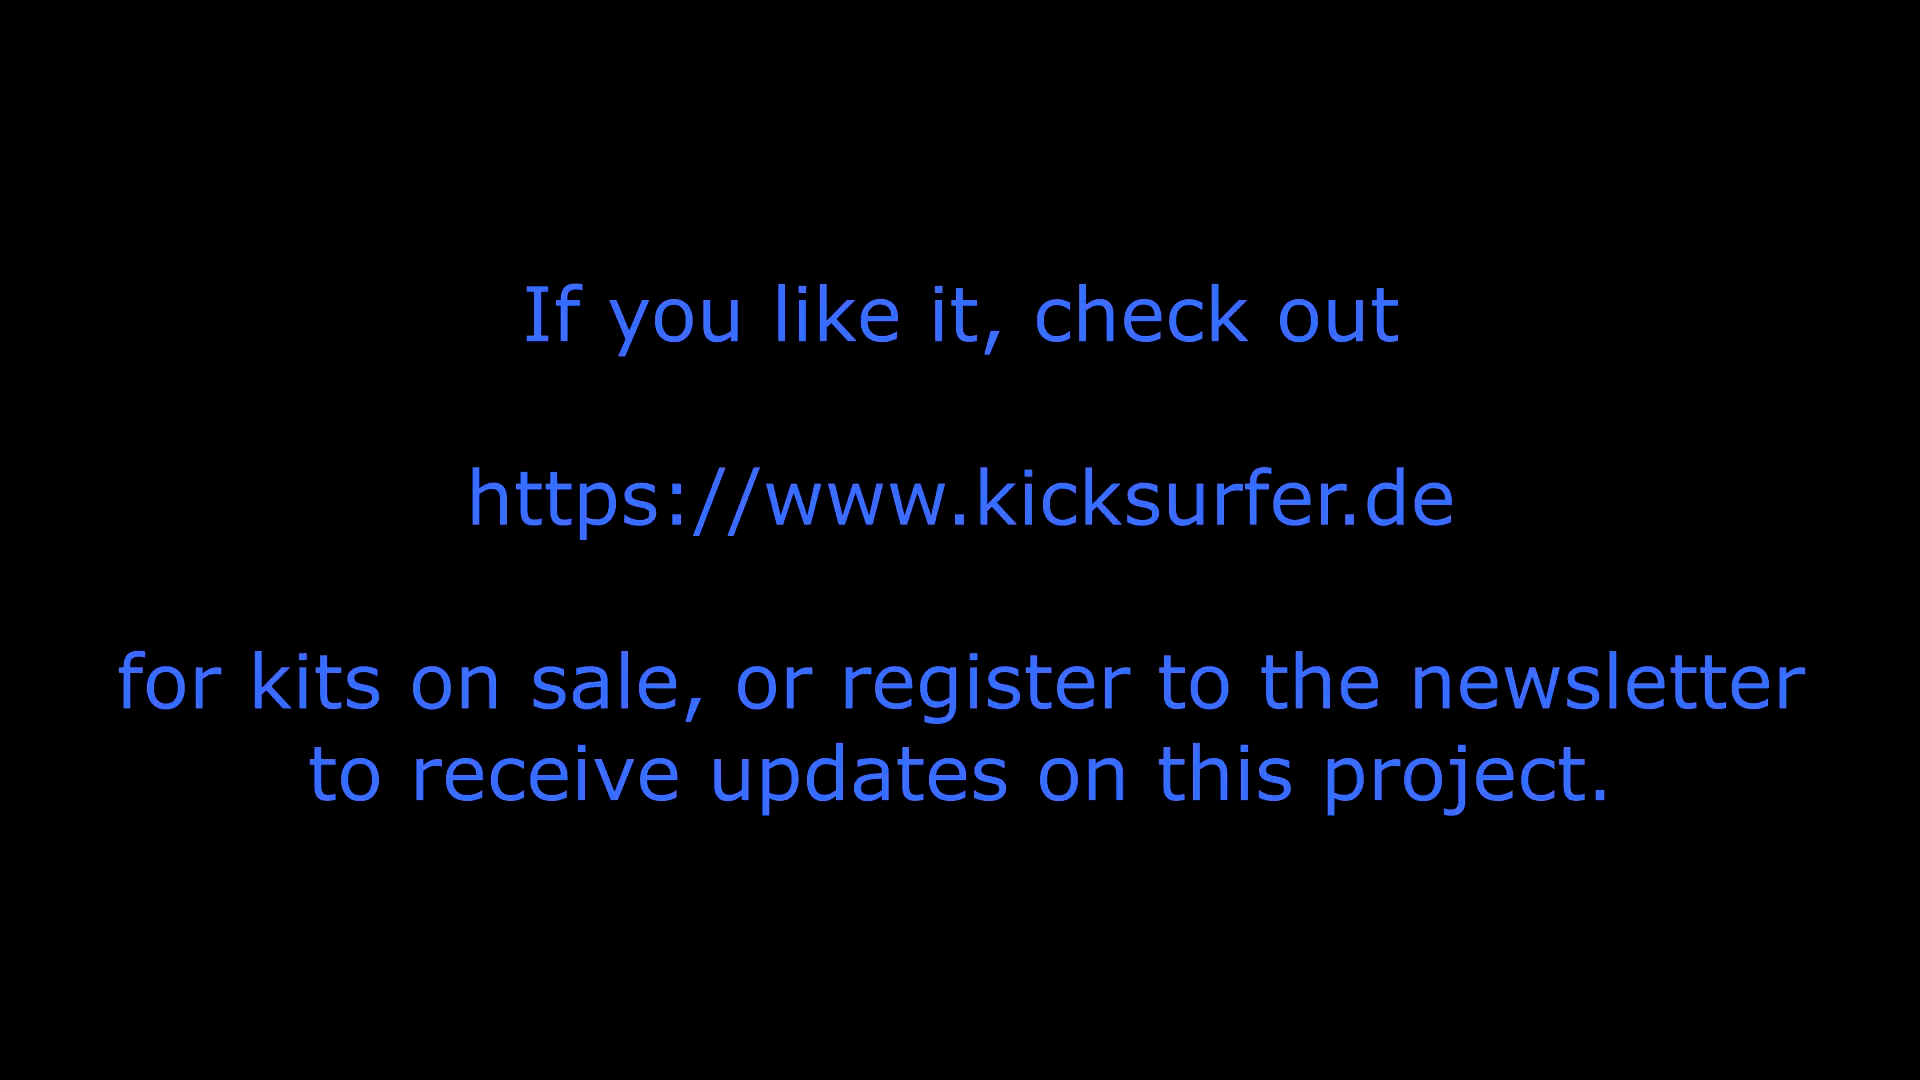 If you like it, check out
https://www.kicksurfer.de
for kits on sale, or register to the newsletter
to receive updates on this project.